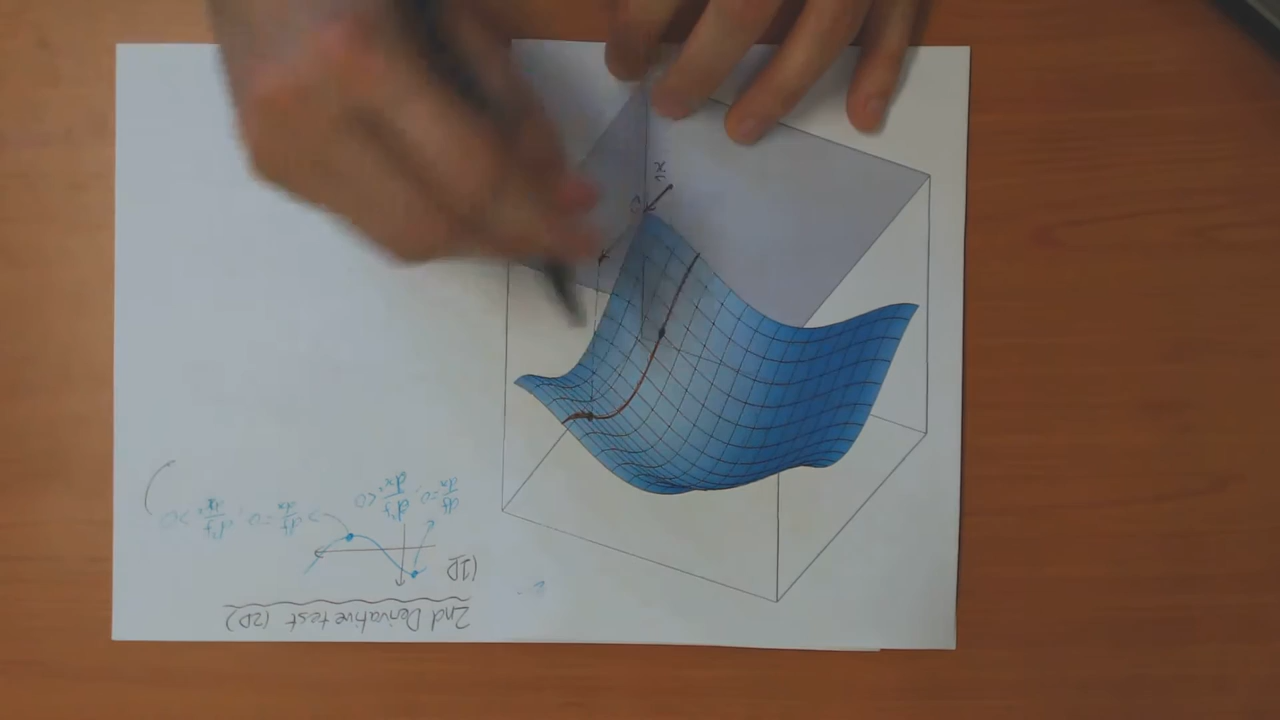 2nd Derivative test (2D)
(1D
df/dx = 0, d²f/dx² < 0
df/dx = 0, d²f/dx² > 0